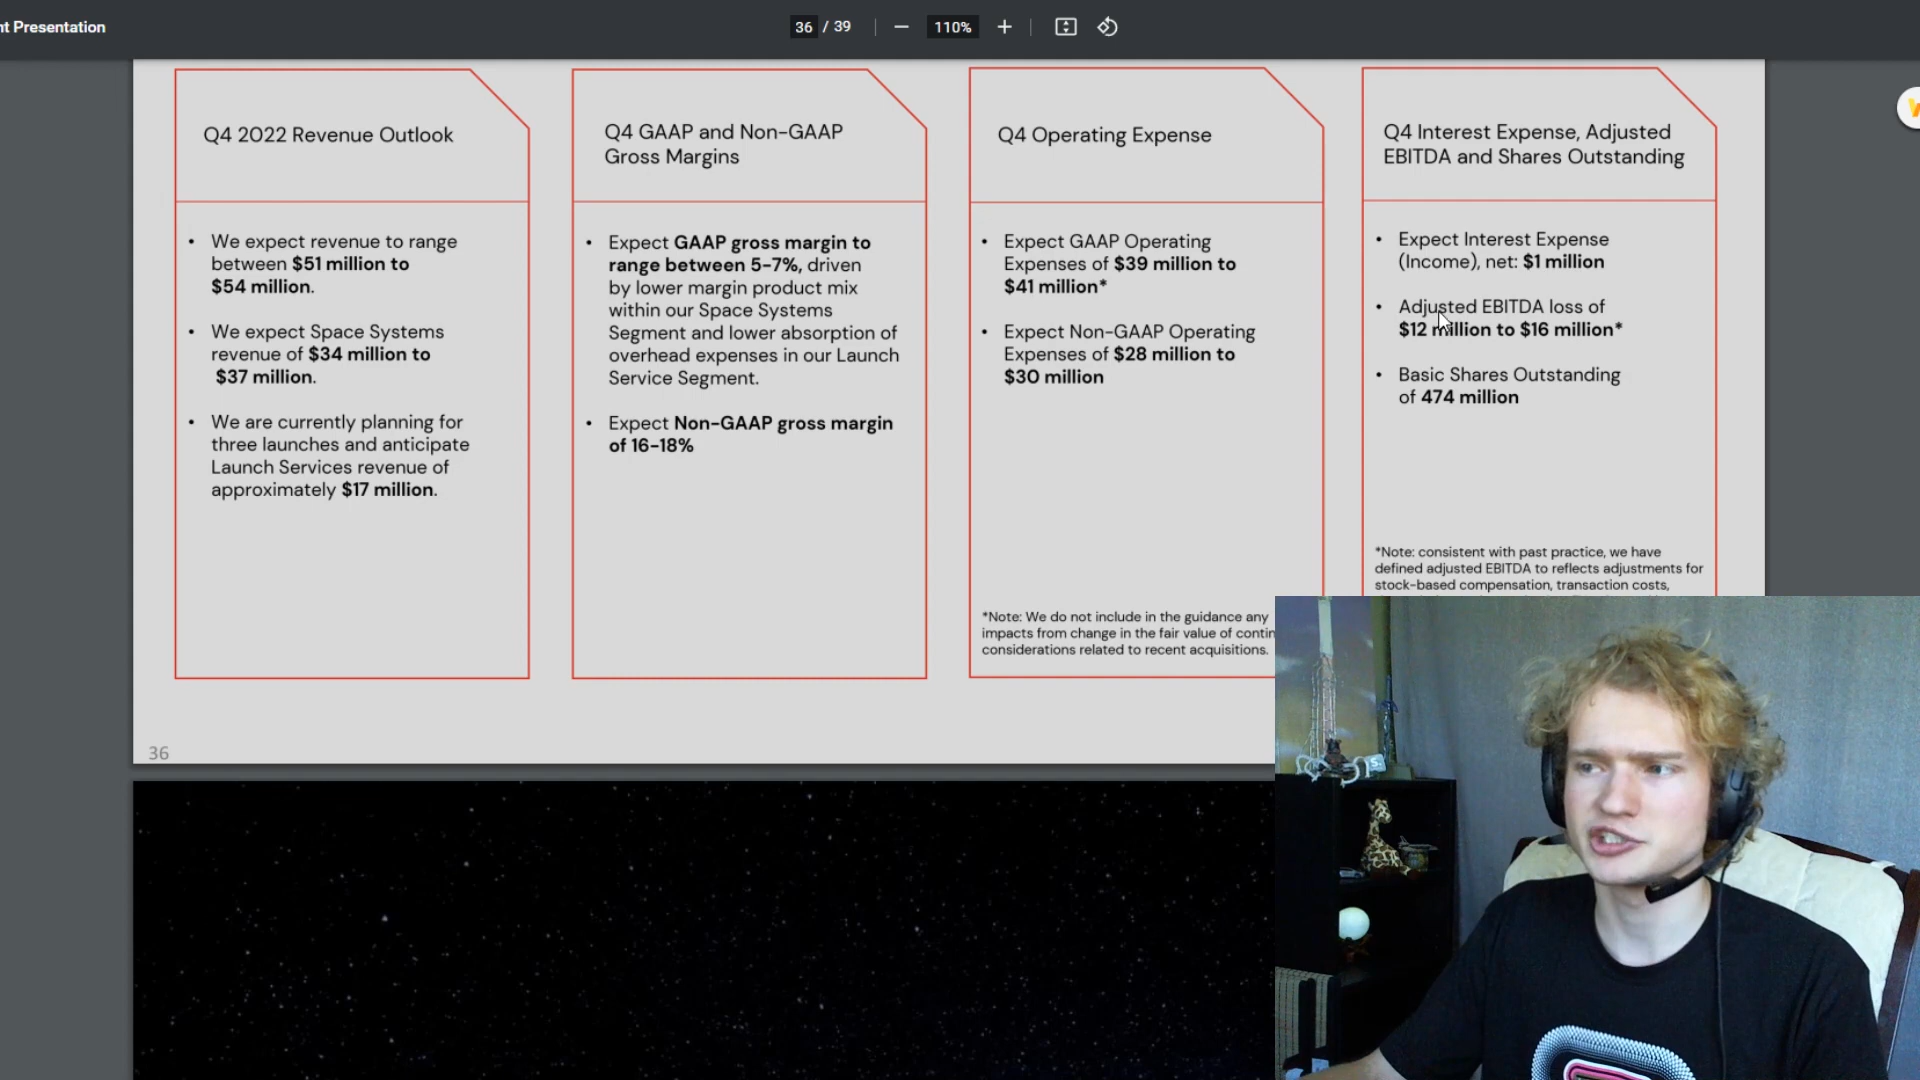 nt Presentation
36 / 39
110%
Q4 2022 Revenue Outlook
• We expect revenue to range
between $51 million to
$54 million.
• We expect Space Systems
revenue of $34 million to
$37 million.
• We are currently planning for
three launches and anticipate
Launch Services revenue of
approximately $17 million.
Q4 GAAP and Non-GAAP
Gross Margins
• Expect GAAP gross margin to
range between 5-7%, driven
by lower margin product mix
within our Space Systems
Segment and lower absorption of
overhead expenses in our Launch
Service Segment.
• Expect Non-GAAP gross margin
of 16-18%
Q4 Operating Expense
• Expect GAAP Operating
Expenses of $39 million to
$41 million*
• Expect Non-GAAP Operating
Expenses of $28 million to
$30 million
*Note: We do not include in the guidance any
impacts from change in the fair value of contin
considerations related to recent acquisitions.
Q4 Interest Expense, Adjusted
EBITDA and Shares Outstanding
• Expect Interest Expense
(Income), net: $1 million
• Adjusted EBITDA loss of
$12 million to $16 million*
• Basic Shares Outstanding
of 474 million
*Note: consistent with past practice, we have
defined adjusted EBITDA to reflects adjustments for
stock-based compensation, transaction costs,
36